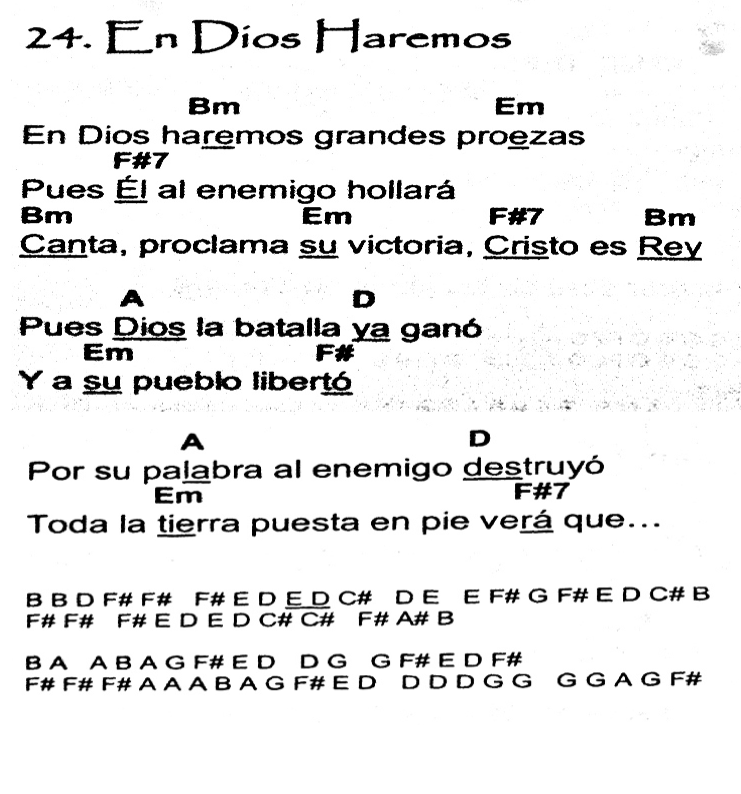 24. En Dios Haremos
Bm Em
En Dios haremos grandes proezas
F#7
Pues Él al enemigo hollará
Bm Em F#7 Bm
Canta, proclama su victoria, Cristo es Rey
A D
Pues Dios la batalla ya ganó
Em F#
Y a su pueblo libertó
A D
Por su palabra al enemigo destruyó
Em F#7
Toda la tierra puesta en pie verá que...
B B D F# F# F# E D E D C# D E E F# G F# E D C# B
F# F# F# E D E D C# C# F# A# B
B A A B A G F# E D D G G F# E D F#
F# F# F# A A A B A G F# E D D D D G G G G A G F#